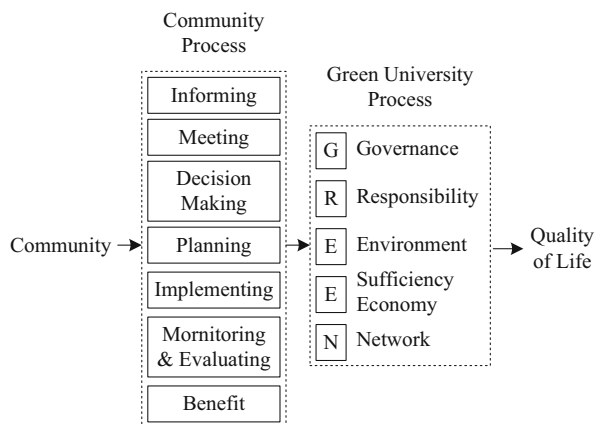 Community
Process
Informing
Meeting
Decision
Making
Planning
Implementing
Mornitoring
& Evaluating
Benefit
Community
Green University
Process
G Governance
R Responsibility
E Environment
E Sufficiency
Economy
N Network
Quality
of Life